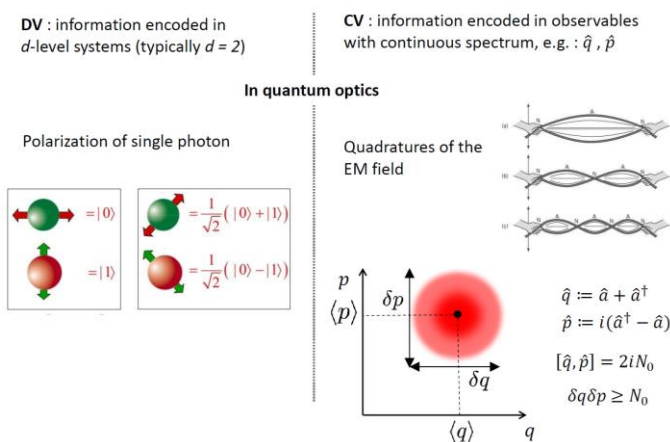 DV : information encoded in
d-level systems (typically d = 2)
CV : information encoded in observables
with continuous spectrum, e.g. : q̂ , p̂
In quantum optics
Polarization of single photon
= |0⟩
= 1/√2 ( |0⟩ + |1⟩ )
= |1⟩
= 1/√2 ( |0⟩ − |1⟩ )
Quadratures of the
EM field
A
N N
A A
N N N
A A A
N N N N
p
δp
⟨p⟩
δq
⟨q⟩
q
q̂ ≔ â + â†
p̂ ≔ i(â† − â)
[q̂, p̂] = 2iN₀
δqδp ≥ N₀